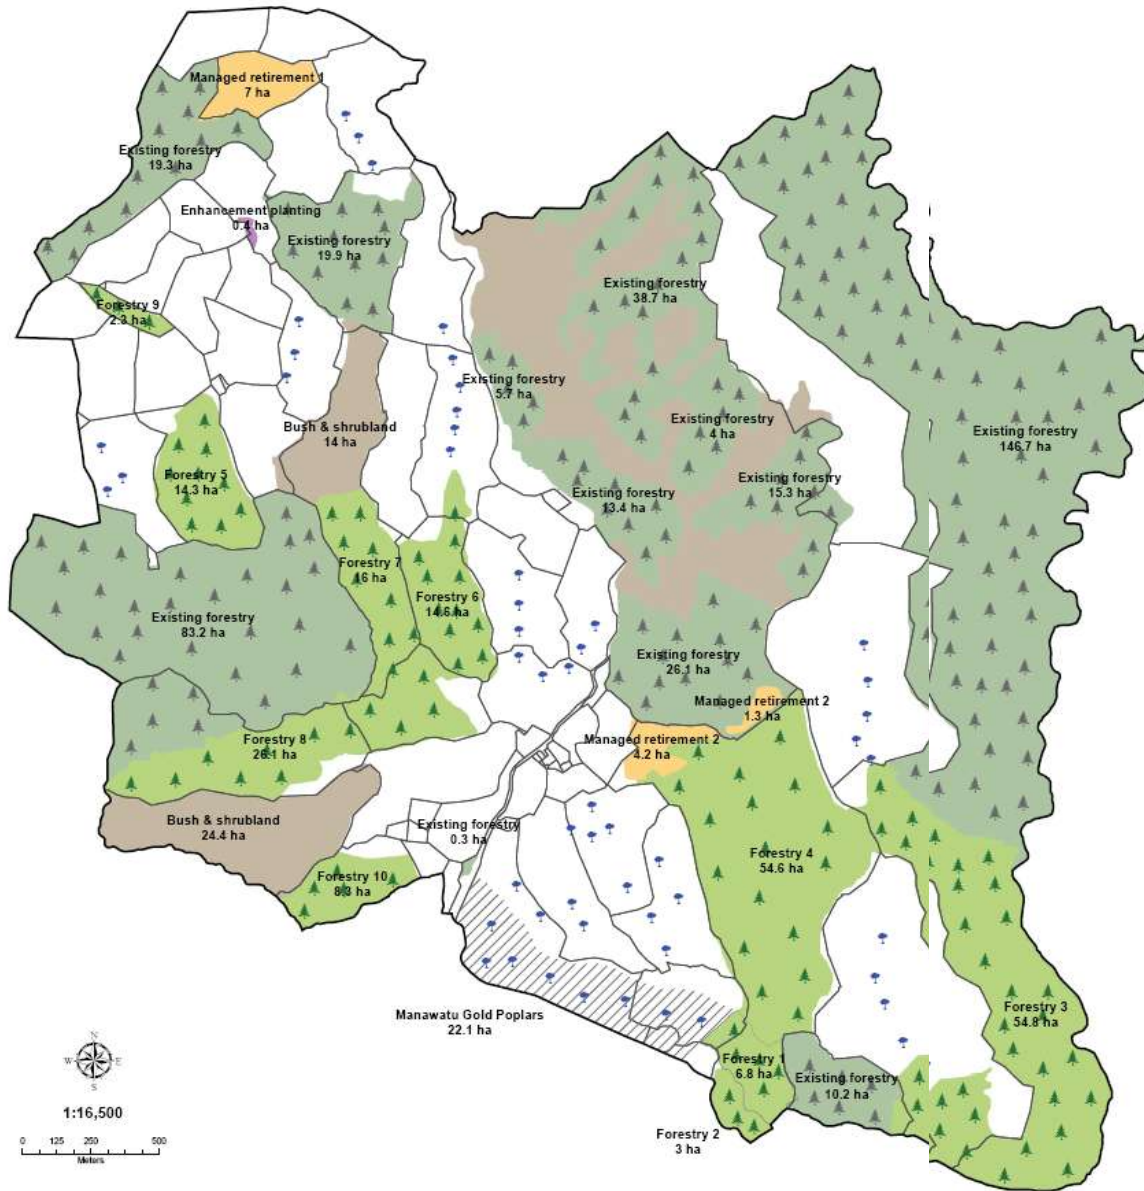 Managed retirement 1
7 ha
Existing forestry
19.3 ha
Enhancement planting
0.4 ha
Existing forestry
19.9 ha
Existing forestry
38.7 ha
Forestry 9
2.3 ha
Existing forestry
5.7 ha
Bush & shrubland
14 ha
Existing forestry
4 ha
Existing forestry
146.7 ha
Forestry 5
14.3 ha
Existing forestry
15.3 ha
Existing forestry
13.4 ha
Forestry 7
16 ha
Forestry 6
14.6 ha
Existing forestry
83.2 ha
Existing forestry
26.1 ha
Managed retirement 2
1.3 ha
Forestry 8
26.1 ha
Managed retirement 2
4.2 ha
Bush & shrubland
24.4 ha
Existing forestry
0.3 ha
Forestry 4
54.6 ha
Forestry 10
8.3 ha
Manawatu Gold Poplars
22.1 ha
Forestry 3
54.8 ha
Forestry 1
6.8 ha
Existing forestry
10.2 ha
Forestry 2
3 ha
N
W E
S
1:16,500
0 125 250 500
Meters